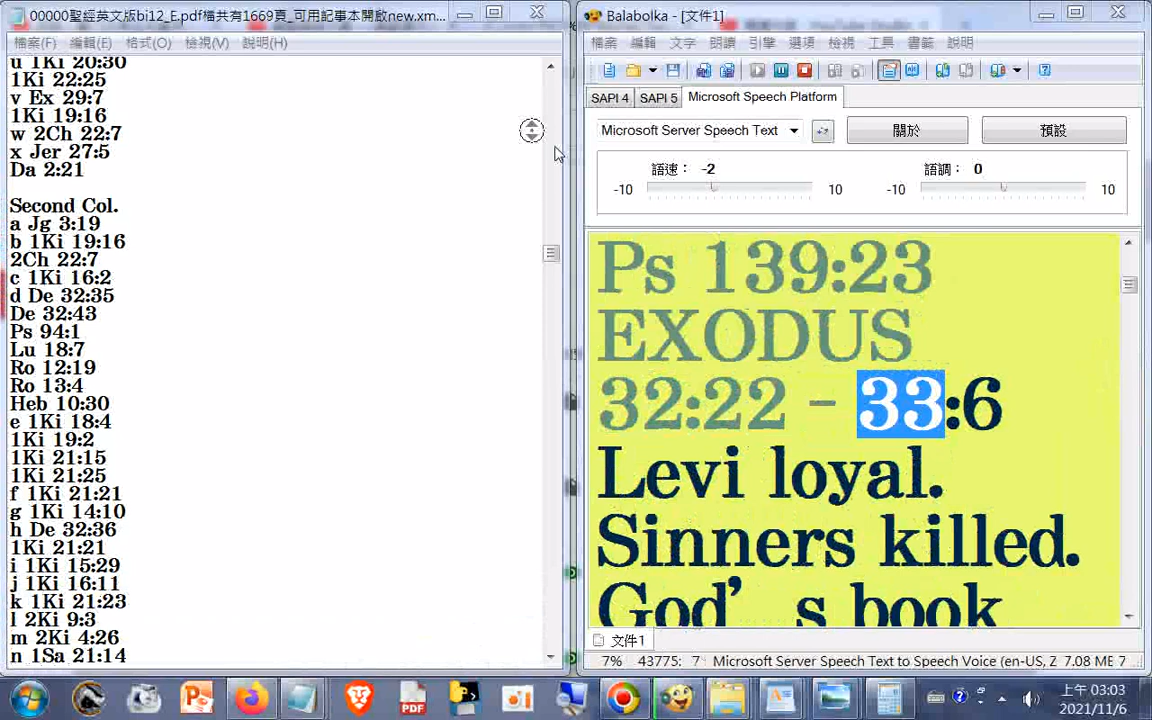 00000聖經英文版bi12_E.pdf檔共有1669頁_可用記事本開啟new.xm...
檔案(F) 編輯(E) 格式(O) 檢視(V) 說明(H)
u 1Ki 20:30
1Ki 22:25
v Ex 29:7
1Ki 19:16
w 2Ch 22:7
x Jer 27:5
Da 2:21
Second Col.
a Jg 3:19
b 1Ki 19:16
2Ch 22:7
c 1Ki 16:2
d De 32:35
De 32:43
Ps 94:1
Lu 18:7
Ro 12:19
Ro 13:4
Heb 10:30
e 1Ki 18:4
1Ki 19:2
1Ki 21:15
1Ki 21:25
f 1Ki 21:21
g 1Ki 14:10
h De 32:36
1Ki 21:21
i 1Ki 15:29
j 1Ki 16:11
k 1Ki 21:23
l 2Ki 9:3
m 2Ki 4:26
n 1Sa 21:14
Balabolka - [文件1]
檔案 編輯 文字 朗讀 引擎 選項 檢視 工具 書籤 說明
SAPI 4 SAPI 5 Microsoft Speech Platform
Microsoft Server Speech Text 關於 預設
語速： -2 語調： 0
-10 10 -10 10
Ps 139:23
EXODUS
32:22 – 33:6
Levi loyal.
Sinners killed.
God’s book
文件1
7% 43775: 7 Microsoft Server Speech Text to Speech Voice (en-US, Z 7.08 ME 7
PDF
上午 03:03
2021/11/6